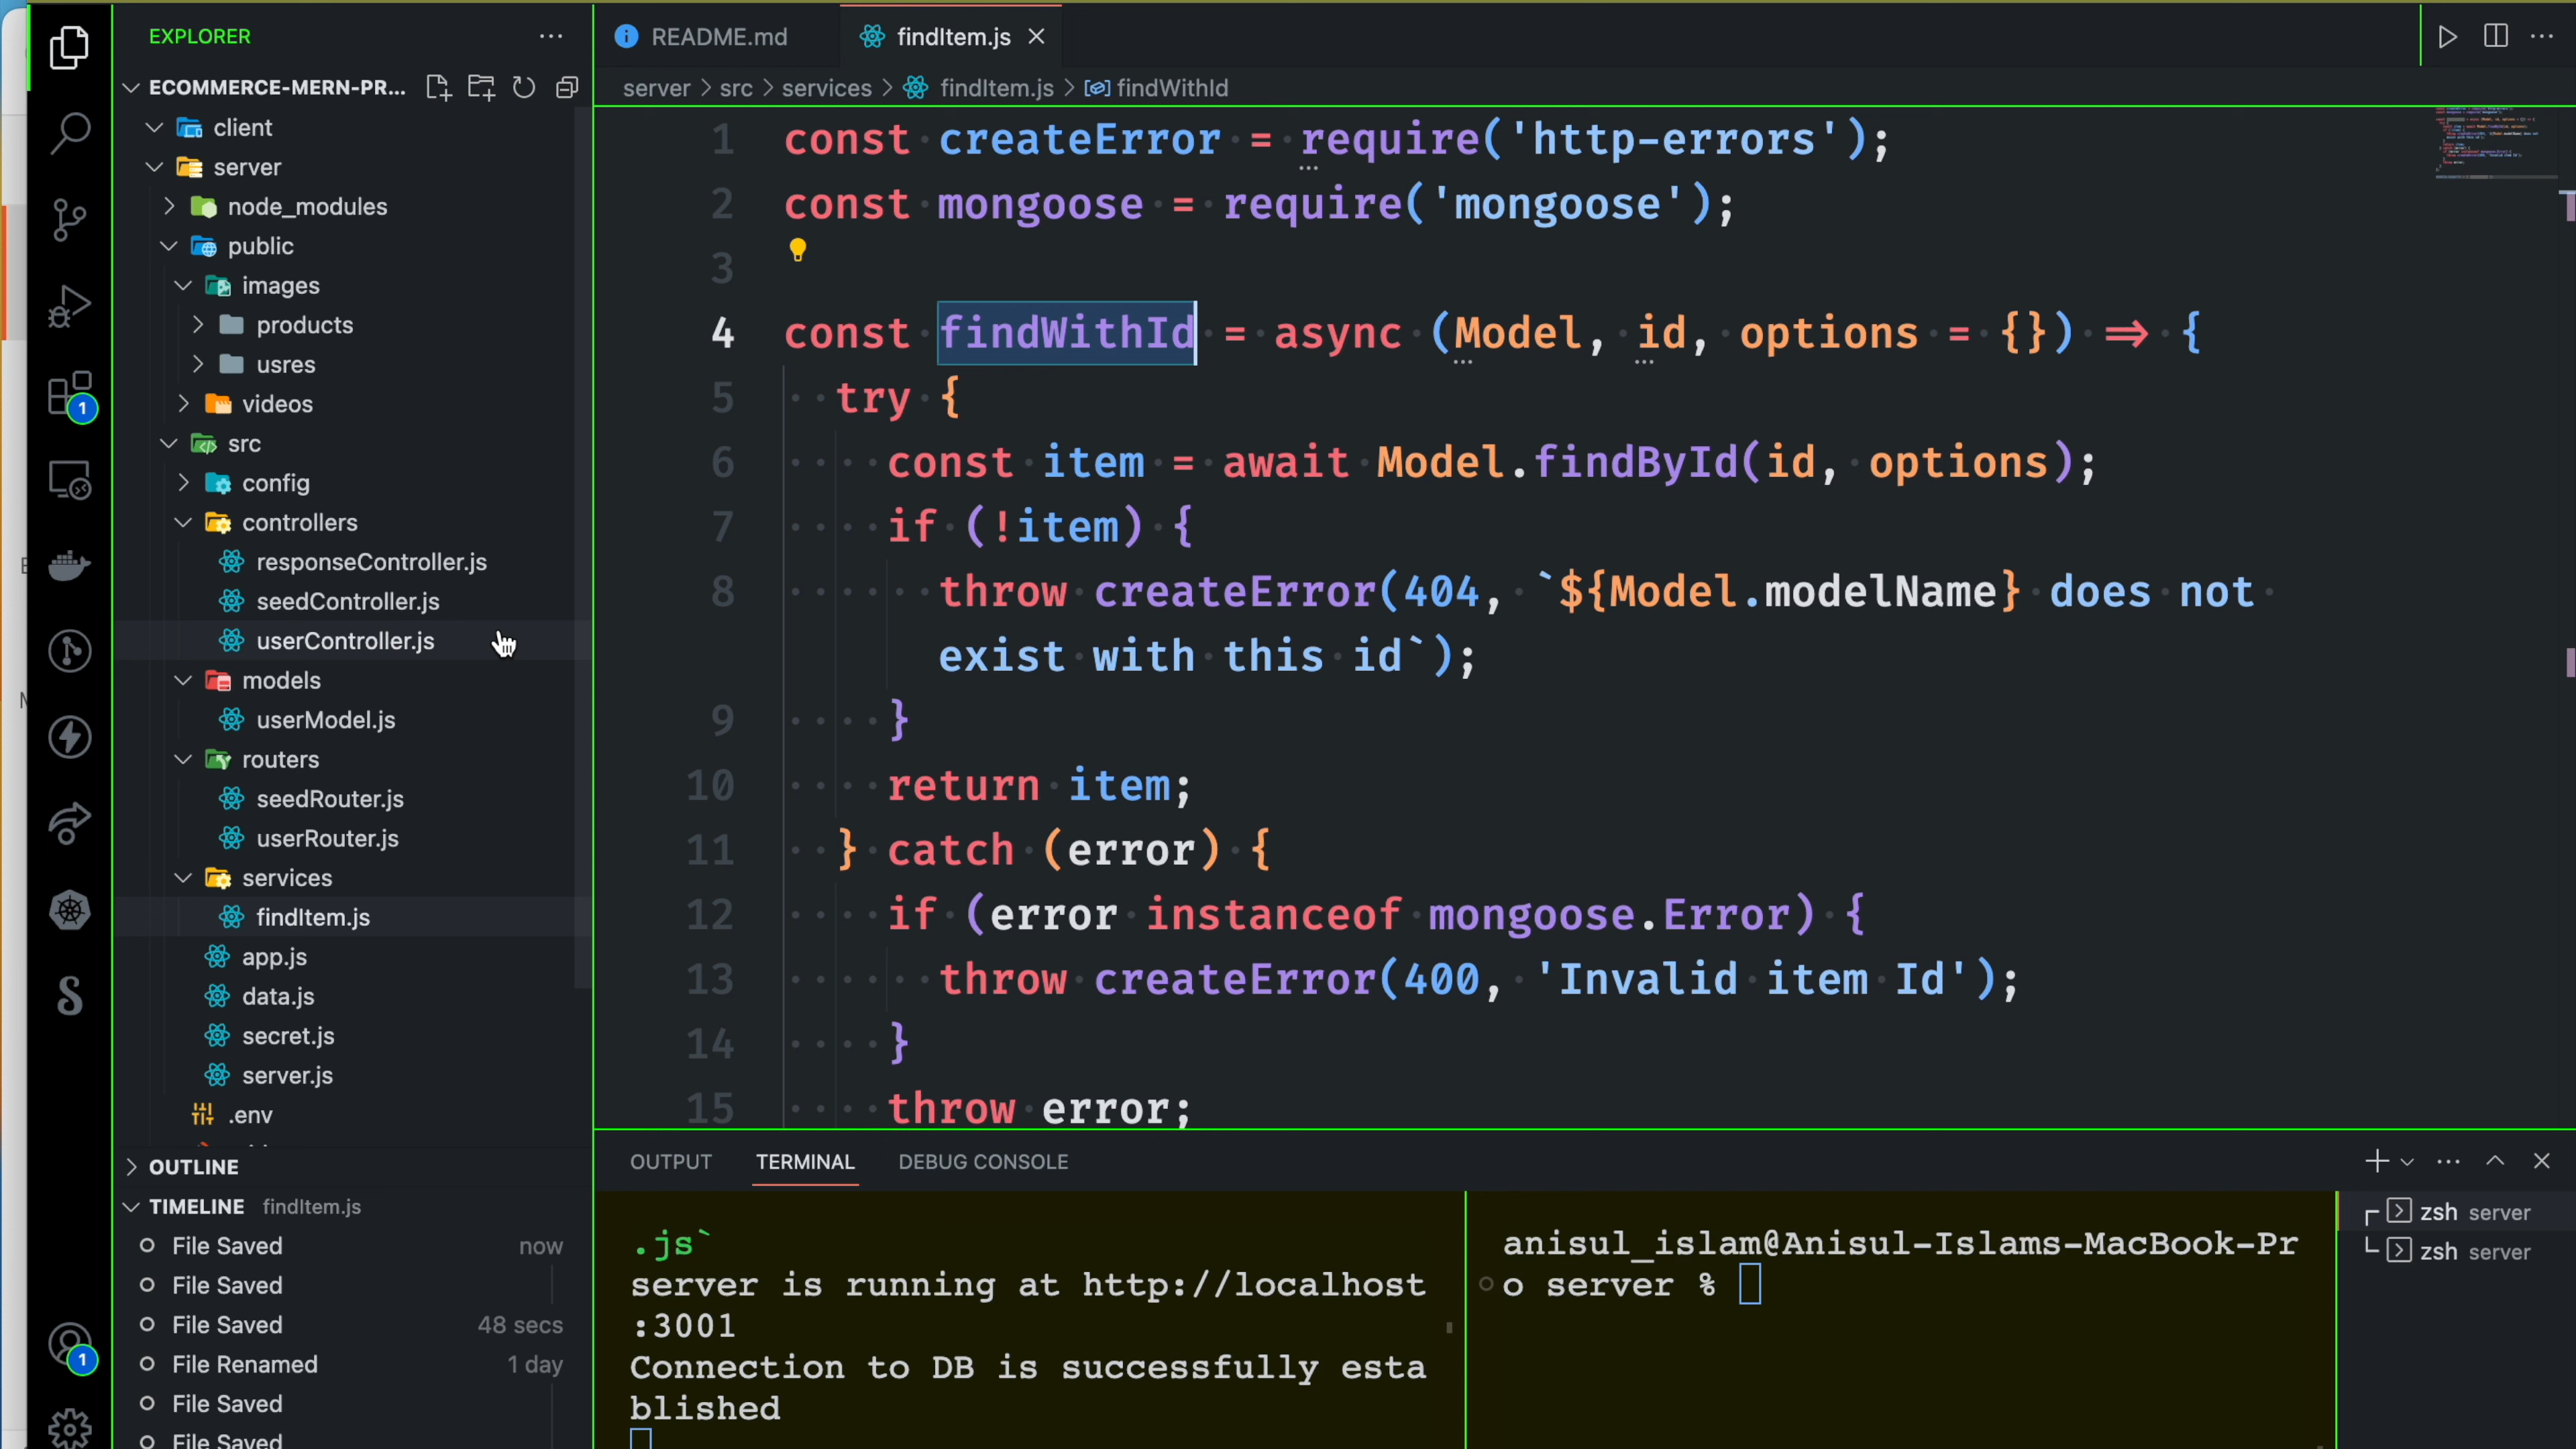 EXPLORER
ECOMMERCE-MERN-PR...
client
server
node_modules
public
images
products
usres
videos
src
config
controllers
responseController.js
seedController.js
userController.js
models
userModel.js
routers
seedRouter.js
userRouter.js
services
findItem.js
app.js
data.js
secret.js
server.js
.env
OUTLINE
TIMELINE findItem.js
File Saved now
File Saved
File Saved 48 secs
File Renamed 1 day
File Saved
File Saved
1
1
README.md
findItem.js
server > src > services > findItem.js > findWithId
1 const createError = require('http-errors');
2 const mongoose = require('mongoose');
3
4 const findWithId = async (Model, id, options = {}) => {
5 try {
6 const item = await Model.findById(id, options);
7 if (!item) {
8 throw createError(404, `${Model.modelName} does not
exist with this id`);
9 }
10 return item;
11 } catch (error) {
12 if (error instanceof mongoose.Error) {
13 throw createError(400, 'Invalid item Id');
14 }
15 throw error;
OUTPUT TERMINAL DEBUG CONSOLE
.js`
server is running at http://localhost
:3001
Connection to DB is successfully esta
blished
anisul_islam@Anisul-Islams-MacBook-Pr
o server %
zsh server
zsh server